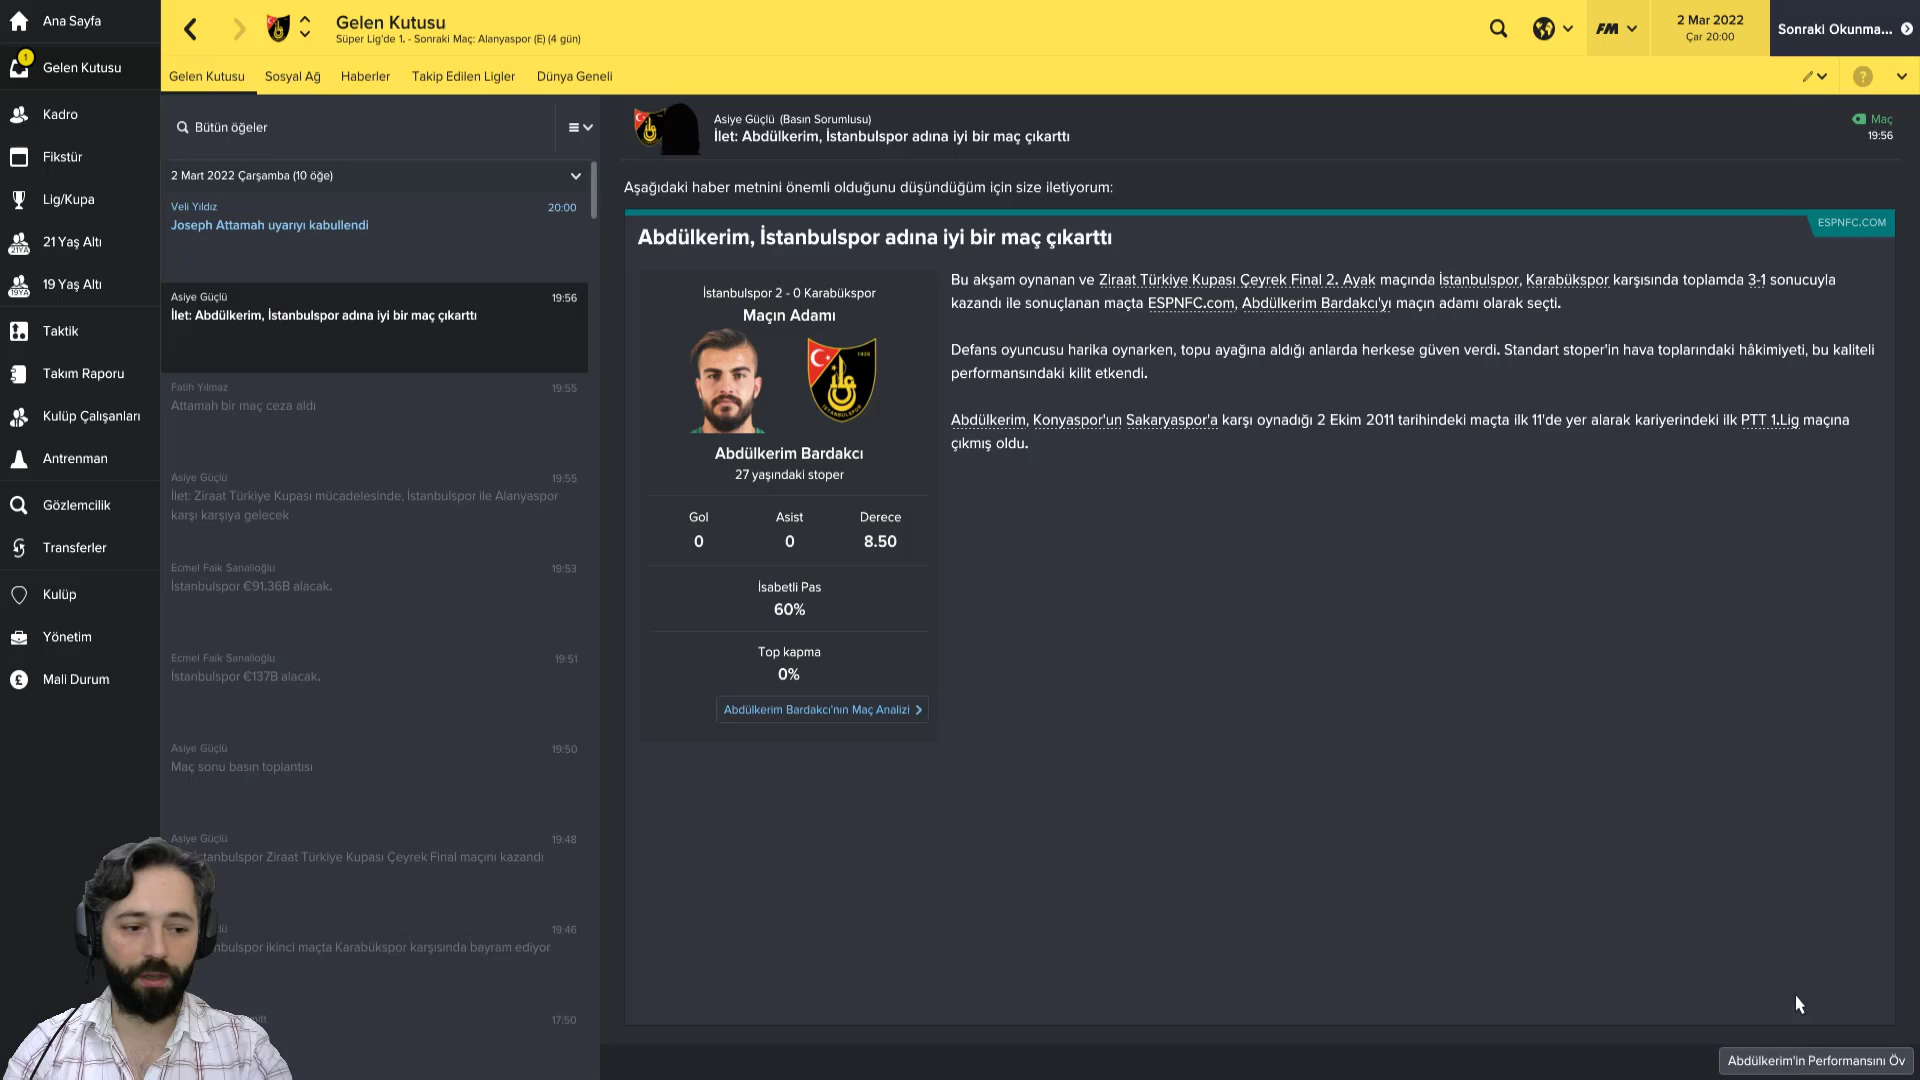 Ana Sayfa
1
Gelen Kutusu
Kadro
Fikstür
Lig/Kupa
21 Yaş Altı
19 Yaş Altı
Taktik
Takım Raporu
Kulüp Çalışanları
Antrenman
Gözlemcilik
Transferler
Kulüp
Yönetim
Mali Durum
Gelen Kutusu
Süper Lig'de 1. - Sonraki Maç: Alanyaspor (E) (4 gün)
FM
2 Mar 2022
Çar 20:00
Sonraki Okunma...
Gelen Kutusu Sosyal Ağ Haberler Takip Edilen Ligler Dünya Geneli
Bütün öğeler
2 Mart 2022 Çarşamba (10 öğe)
Veli Yıldız 20:00
Joseph Attamah uyarıyı kabullendi
Asiye Güçlü 19:56
İlet: Abdülkerim, İstanbulspor adına iyi bir maç çıkarttı
Fatih Yılmaz 19:55
Attamah bir maç ceza aldı
Asiye Güçlü 19:55
İlet: Ziraat Türkiye Kupası mücadelesinde, İstanbulspor ile Alanyaspor
karşı karşıya gelecek
Ecmel Faik Sarıalioğlu 19:53
İstanbulspor €91.36B alacak.
Ecmel Faik Sarıalioğlu 19:51
İstanbulspor €137B alacak.
Asiye Güçlü 19:50
Maç sonu basın toplantısı
Asiye Güçlü 19:48
stanbulspor Ziraat Türkiye Kupası Çeyrek Final maçını kazandı
19:46
nbulspor ikinci maçta Karabükspor karşısında bayram ediyor
17:50
Asiye Güçlü (Basın Sorumlusu)
İlet: Abdülkerim, İstanbulspor adına iyi bir maç çıkarttı
Maç
19:56
Aşağıdaki haber metnini önemli olduğunu düşündüğüm için size iletiyorum:
ESPNFC.COM
Abdülkerim, İstanbulspor adına iyi bir maç çıkarttı
İstanbulspor 2 - 0 Karabükspor
Maçın Adamı
Abdülkerim Bardakcı
27 yaşındaki stoper
Gol Asist Derece
0 0 8.50
İsabetli Pas
60%
Top kapma
0%
Abdülkerim Bardakcı'nın Maç Analizi
Bu akşam oynanan ve Ziraat Türkiye Kupası Çeyrek Final 2. Ayak maçında İstanbulspor, Karabükspor karşısında toplamda 3-1 sonucuyla
kazandı ile sonuçlanan maçta ESPNFC.com, Abdülkerim Bardakcı'yı maçın adamı olarak seçti.
Defans oyuncusu harika oynarken, topu ayağına aldığı anlarda herkese güven verdi. Standart stoper'in hava toplarındaki hâkimiyeti, bu kaliteli
performansındaki kilit etkendi.
Abdülkerim, Konyaspor'un Sakaryaspor'a karşı oynadığı 2 Ekim 2011 tarihindeki maçta ilk 11'de yer alarak kariyerindeki ilk PTT 1.Lig maçına
çıkmış oldu.
Abdülkerim'in Performansını Öv